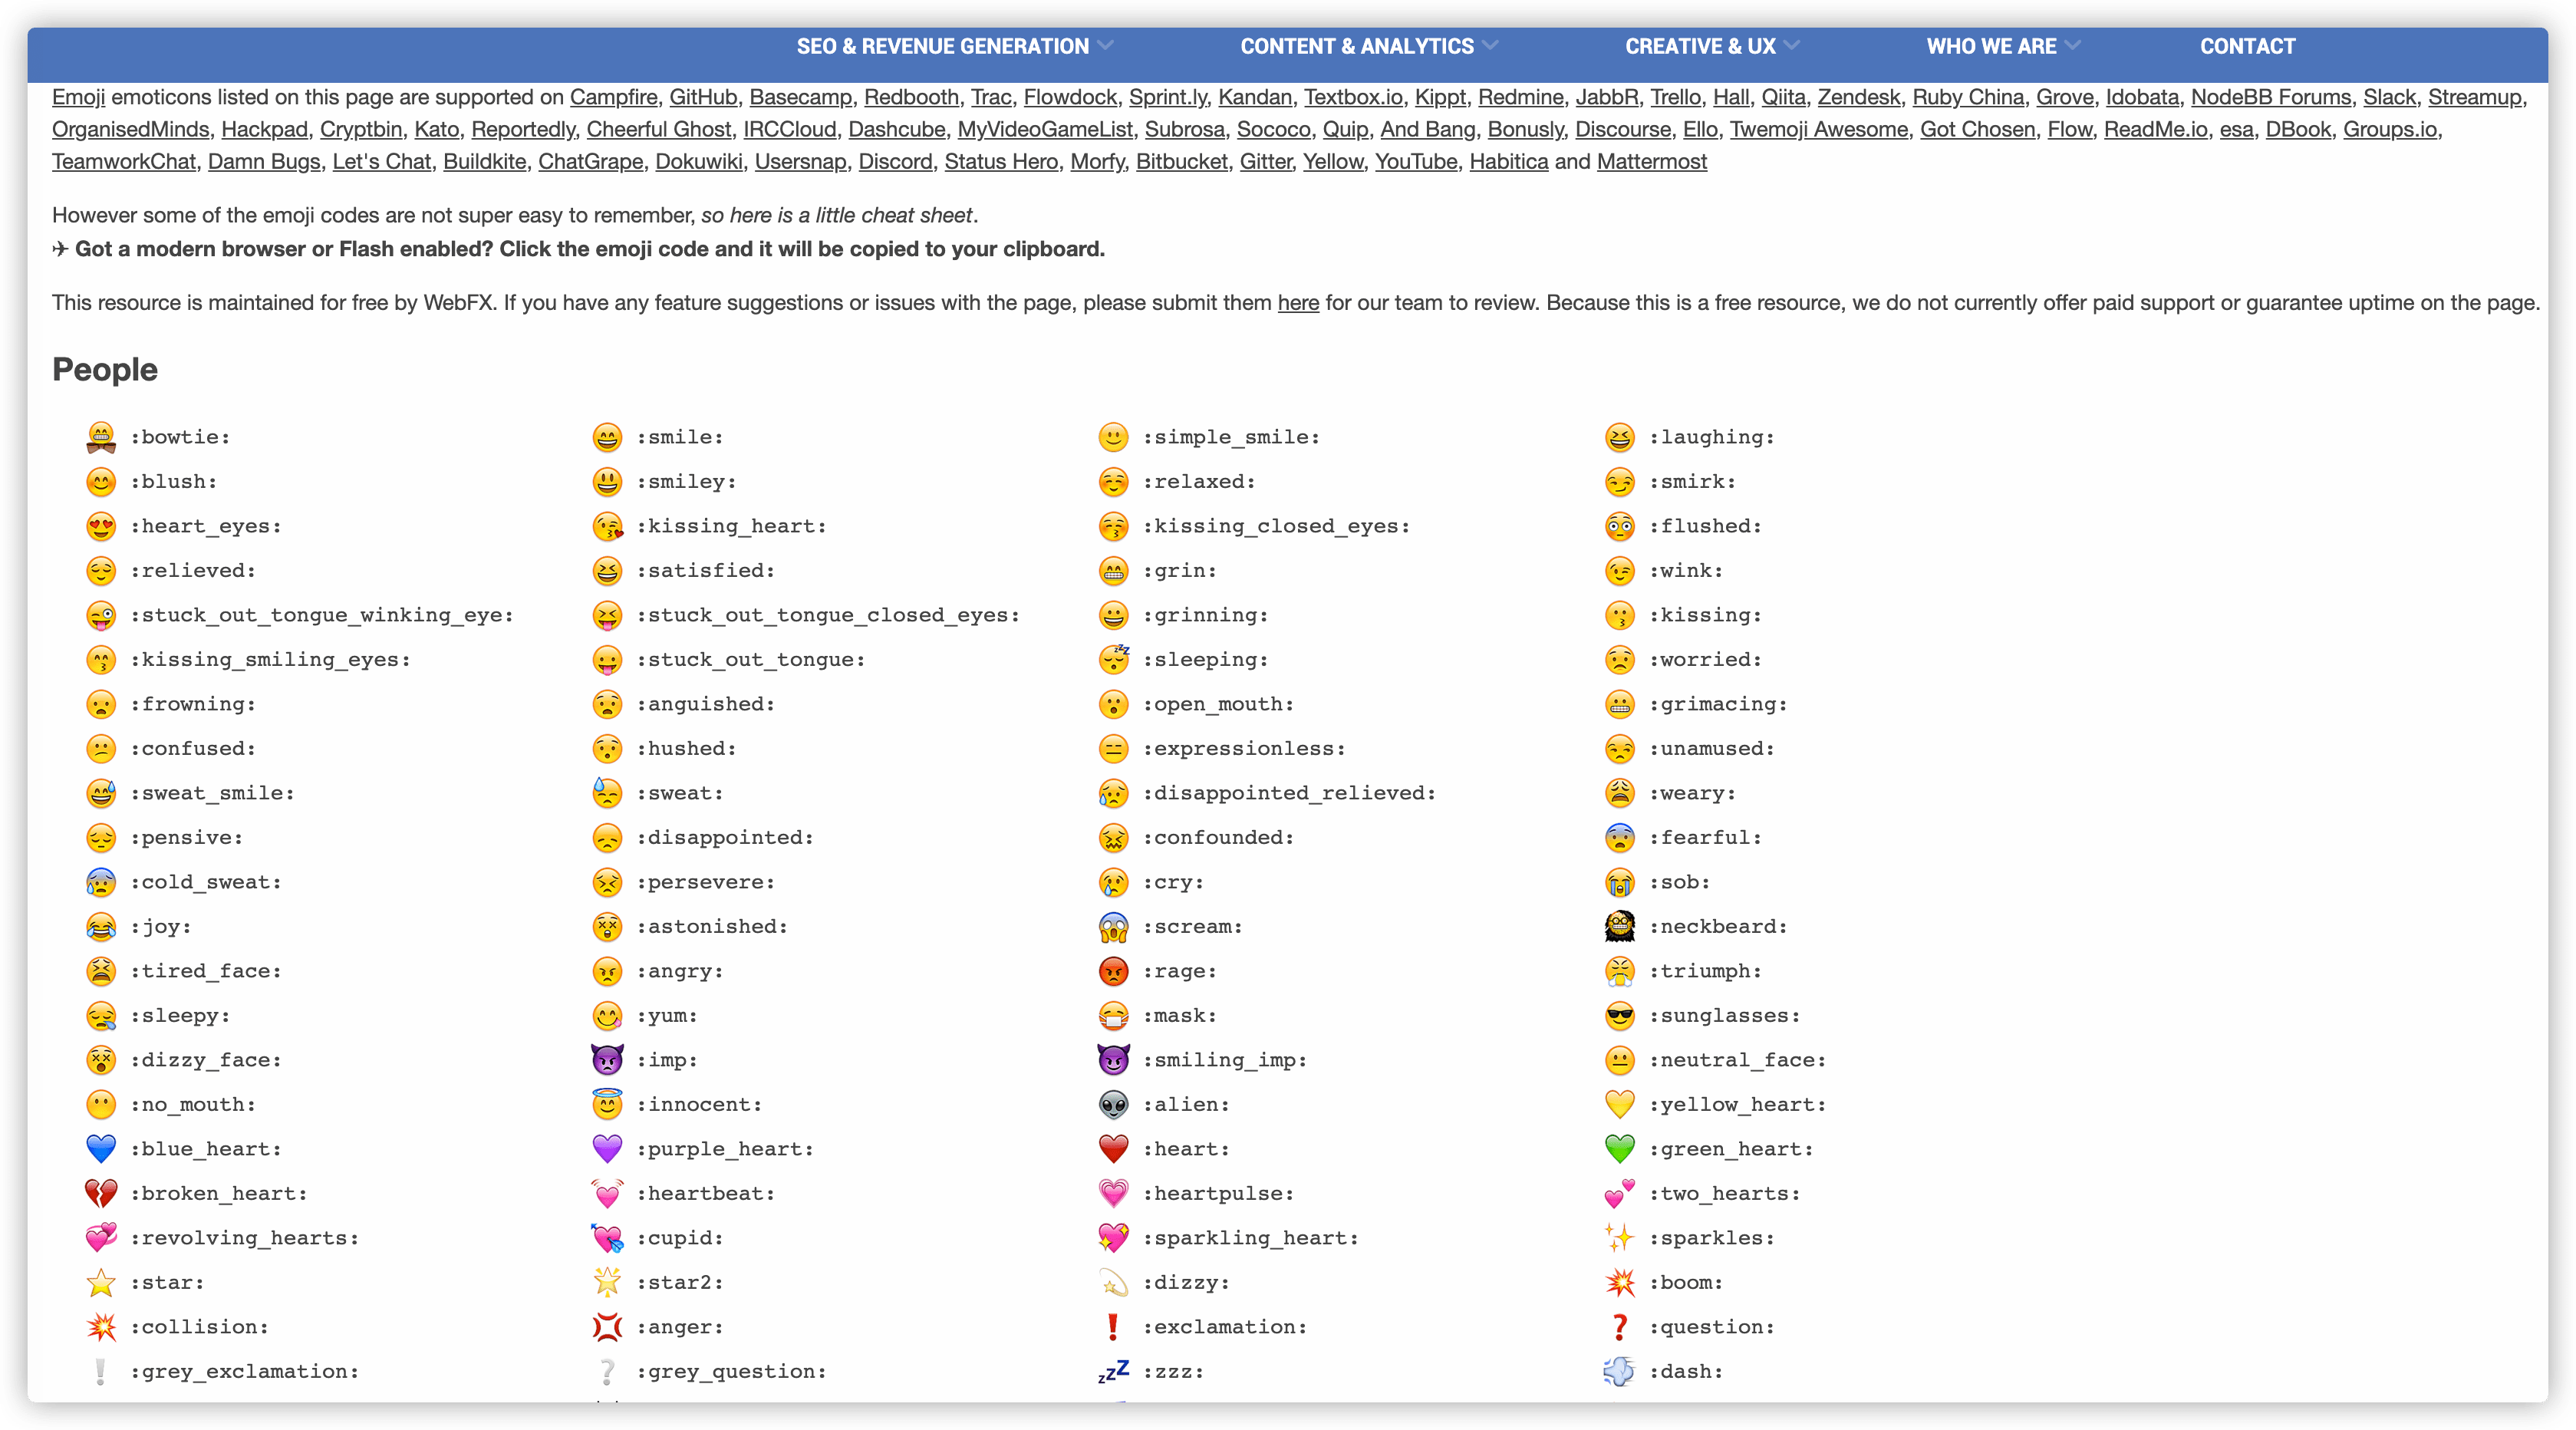 SEO & REVENUE GENERATION CONTENT & ANALYTICS CREATIVE & UX WHO WE ARE CONTACT
Emoji emoticons listed on this page are supported on Campfire, GitHub, Basecamp, Redbooth, Trac, Flowdock, Sprint.ly, Kandan, Textbox.io, Kippt, Redmine, JabbR, Trello, Hall, Qiita, Zendesk, Ruby China, Grove, Idobata, NodeBB Forums, Slack, Streamup,
OrganisedMinds, Hackpad, Cryptbin, Kato, Reportedly, Cheerful Ghost, IRCCloud, Dashcube, MyVideoGameList, Subrosa, Sococo, Quip, And Bang, Bonusly, Discourse, Ello, Twemoji Awesome, Got Chosen, Flow, ReadMe.io, esa, DBook, Groups.io,
TeamworkChat, Damn Bugs, Let's Chat, Buildkite, ChatGrape, Dokuwiki, Usersnap, Discord, Status Hero, Morfy, Bitbucket, Gitter, Yellow, YouTube, Habitica and Mattermost
However some of the emoji codes are not super easy to remember, so here is a little cheat sheet.
✈ Got a modern browser or Flash enabled? Click the emoji code and it will be copied to your clipboard.
This resource is maintained for free by WebFX. If you have any feature suggestions or issues with the page, please submit them here for our team to review. Because this is a free resource, we do not currently offer paid support or guarantee uptime on the page.
People
:bowtie: :smile: :simple_smile: :laughing:
:blush: :smiley: :relaxed: :smirk:
:heart_eyes: :kissing_heart: :kissing_closed_eyes: :flushed:
:relieved: :satisfied: :grin: :wink:
:stuck_out_tongue_winking_eye: :stuck_out_tongue_closed_eyes: :grinning: :kissing:
:kissing_smiling_eyes: :stuck_out_tongue: :sleeping: :worried:
:frowning: :anguished: :open_mouth: :grimacing:
:confused: :hushed: :expressionless: :unamused:
:sweat_smile: :sweat: :disappointed_relieved: :weary:
:pensive: :disappointed: :confounded: :fearful:
:cold_sweat: :persevere: :cry: :sob:
:joy: :astonished: :scream: :neckbeard:
:tired_face: :angry: :rage: :triumph:
:sleepy: :yum: :mask: :sunglasses:
:dizzy_face: :imp: :smiling_imp: :neutral_face:
:no_mouth: :innocent: :alien: :yellow_heart:
:blue_heart: :purple_heart: :heart: :green_heart:
:broken_heart: :heartbeat: :heartpulse: :two_hearts:
:revolving_hearts: :cupid: :sparkling_heart: :sparkles:
:star: :star2: :dizzy: :boom:
:collision: :anger: :exclamation: :question:
:grey_exclamation: :grey_question: :zzz: :dash: